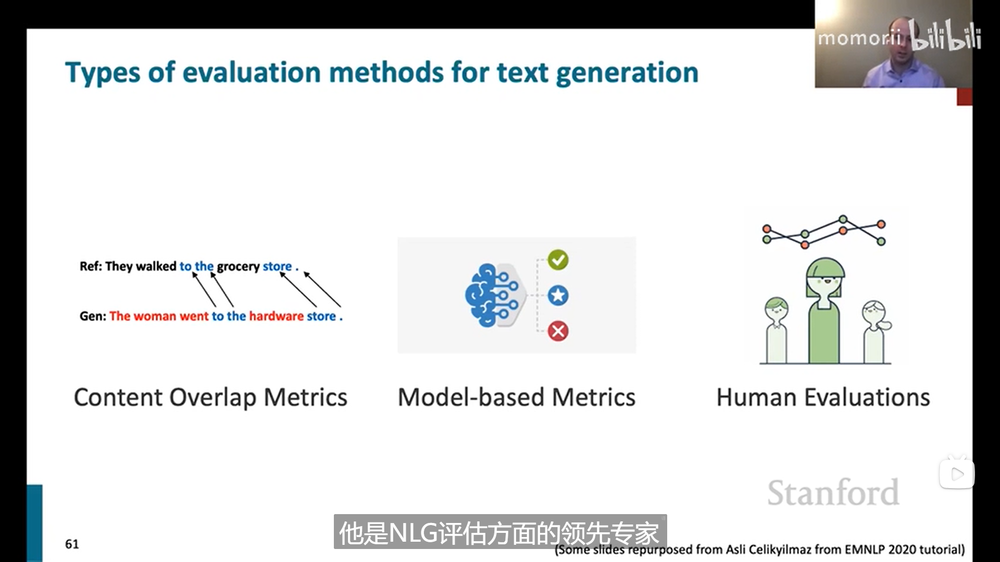 momorii bilibili
Types of evaluation methods for text generation
Ref: They walked to the grocery store .
Gen: The woman went to the hardware store .
Content Overlap Metrics
Model-based Metrics
Human Evaluations
Stanford
他是NLG评估方面的领先专家
61
(Some slides repurposed from Asli Celikyilmaz from EMNLP 2020 tutorial)